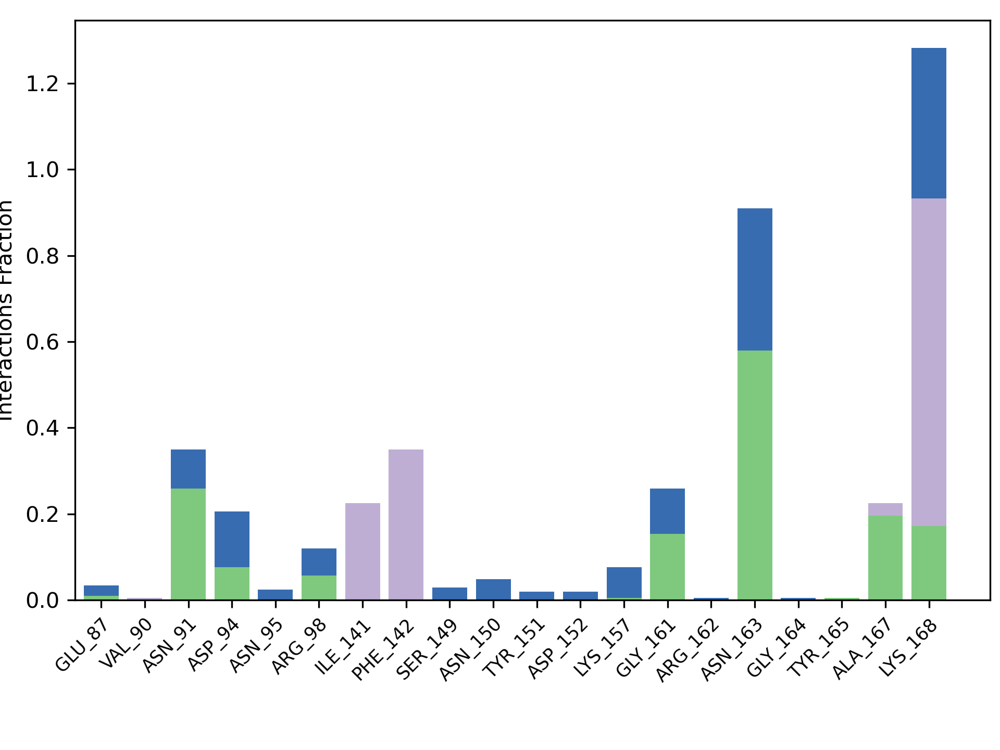 Interactions Fraction
1.2
1.0
0.8
0.6
0.4
0.2
0.0
GLU_87
VAL_90
ASN_91
ASP_94
ASN_95
ARG_98
ILE_141
PHE_142
SER_149
ASN_150
TYR_151
ASP_152
LYS_157
GLY_161
ARG_162
ASN_163
GLY_164
TYR_165
ALA_167
LYS_168